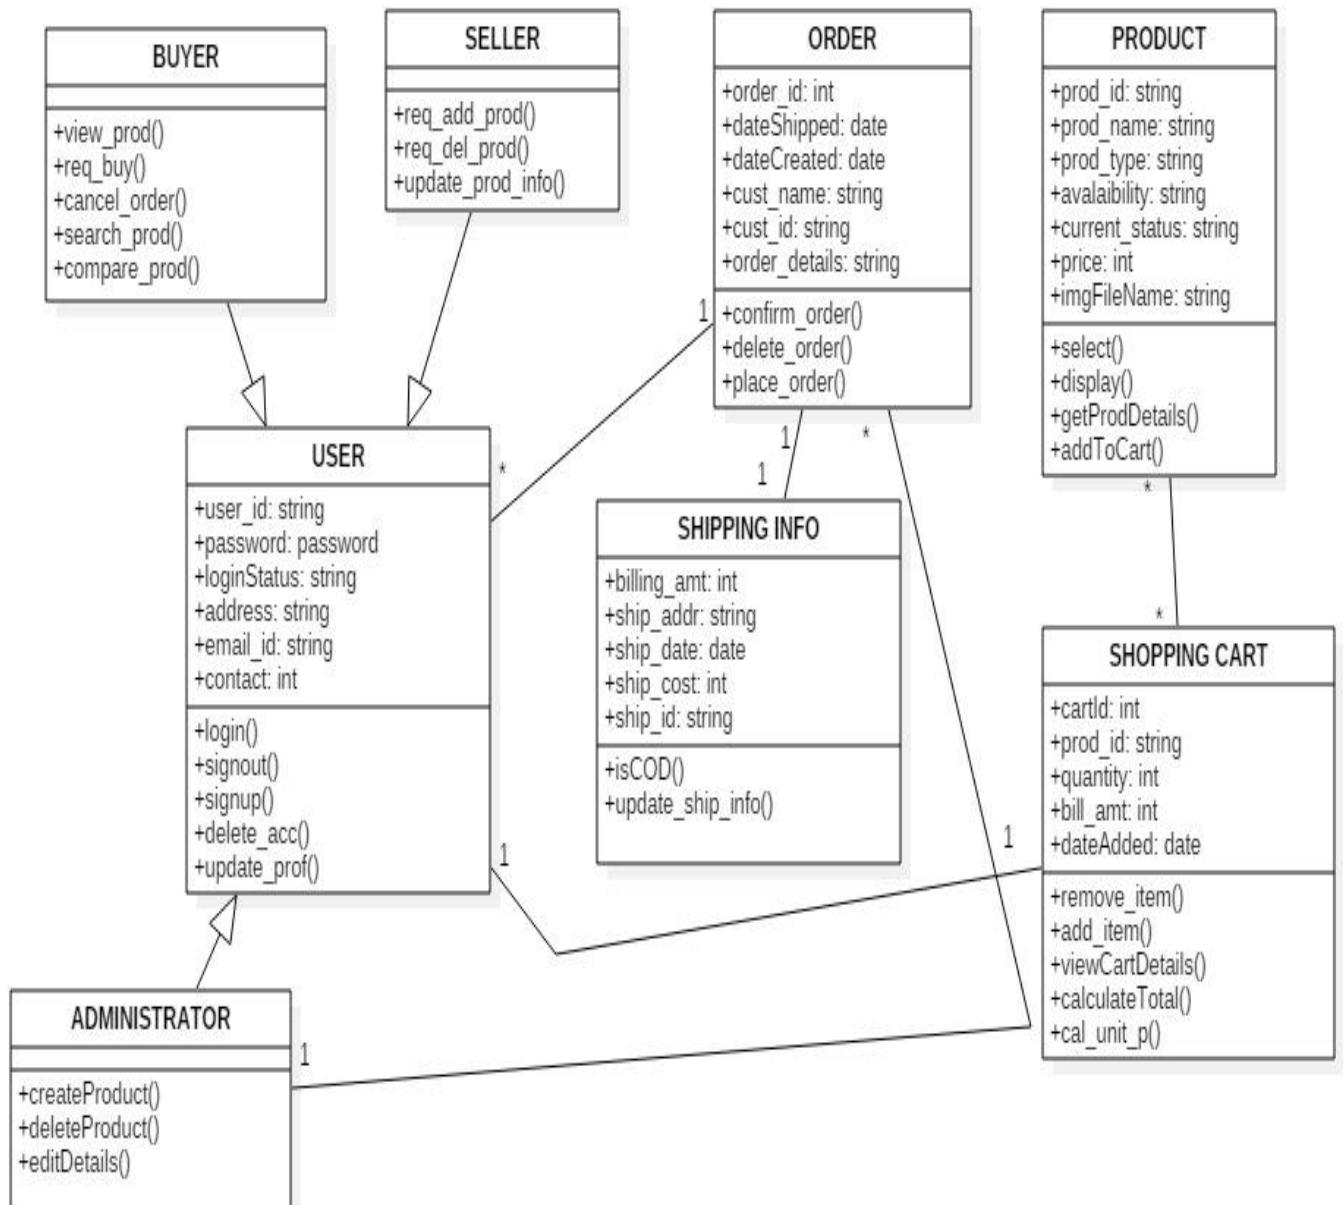 BUYER
+view_prod()
+req_buy()
+cancel_order()
+search_prod()
+compare_prod()
SELLER
+req_add_prod()
+req_del_prod()
+update_prod_info()
ORDER
+order_id: int
+dateShipped: date
+dateCreated: date
+cust_name: string
+cust_id: string
+order_details: string
+confirm_order()
+delete_order()
+place_order()
PRODUCT
+prod_id: string
+prod_name: string
+prod_type: string
+avalaibility: string
+current_status: string
+price: int
+imgFileName: string
+select()
+display()
+getProdDetails()
+addToCart()
1
*
1
1
*
*
*
USER
+user_id: string
+password: password
+loginStatus: string
+address: string
+email_id: string
+contact: int
+login()
+signout()
+signup()
+delete_acc()
+update_prof()
SHIPPING INFO
+billing_amt: int
+ship_addr: string
+ship_date: date
+ship_cost: int
+ship_id: string
+isCOD()
+update_ship_info()
SHOPPING CART
+cartId: int
+prod_id: string
+quantity: int
+bill_amt: int
+dateAdded: date
+remove_item()
+add_item()
+viewCartDetails()
+calculateTotal()
+cal_unit_p()
1
1
ADMINISTRATOR
+createProduct()
+deleteProduct()
+editDetails()
1